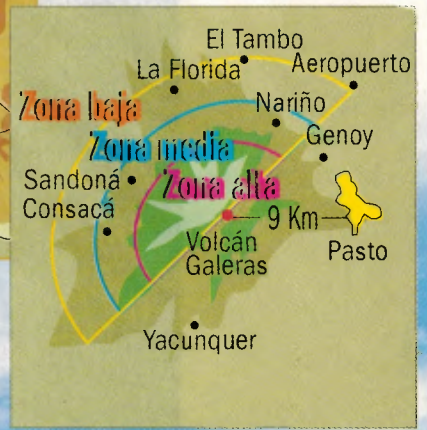 El Tambo
La Florida
Aeropuerto
Zona baja
Nariño
Zona media
Genoy
Sandoná
Zona alta
Consacá
9 Km
Volcán
Galeras
Pasto
Yacunquer